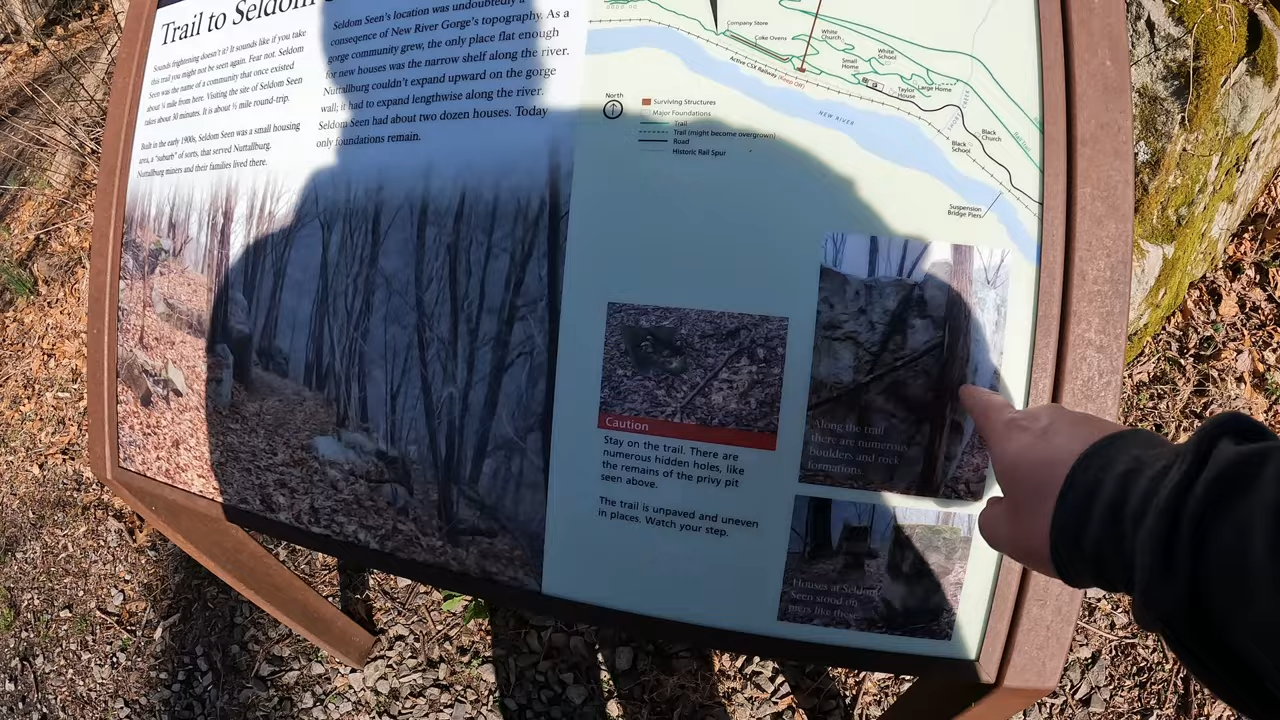 Trail to Seldom
Sounds frightening doesn't it? It sounds like if you take
this trail you might not be seen again. Fear not. Seldom
Seen was the name of a community that once existed
about ¼ mile from here. Visiting the site of Seldom Seen
takes about 30 minutes. It is about ½ mile round-trip.
Built in the early 1900s, Seldom Seen was a small housing
area, a "suburb" of sorts, that served Nuttallburg.
Nuttallburg miners and their families lived there.
Seldom Seen's location was undoubtedly a
conseqence of New River Gorge's topography. As a
gorge community grew, the only place flat enough
for new houses was the narrow shelf along the river.
Nuttallburg couldn't expand upward on the gorge
wall; it had to expand lengthwise along the river.
Seldom Seen had about two dozen houses. Today
only foundations remain.
Company Store
Coke Ovens
White
Church
White
School
Small
Home
Active CSX Railway (Keep Off)
Taylor
House
Large Home
NEW RIVER
Black
Church
Black
School
Suspension
Bridge Piers
North
Surviving Structures
Major Foundations
Trail
Trail (might become overgrown)
Road
Historic Rail Spur
Caution
Stay on the trail. There are
numerous hidden holes, like
the remains of the privy pit
seen above.
The trail is unpaved and uneven
in places. Watch your step.
Along the trail
there are numerous
boulders and rock
formations.
Houses at Seldom
Seen stood on
piers like these